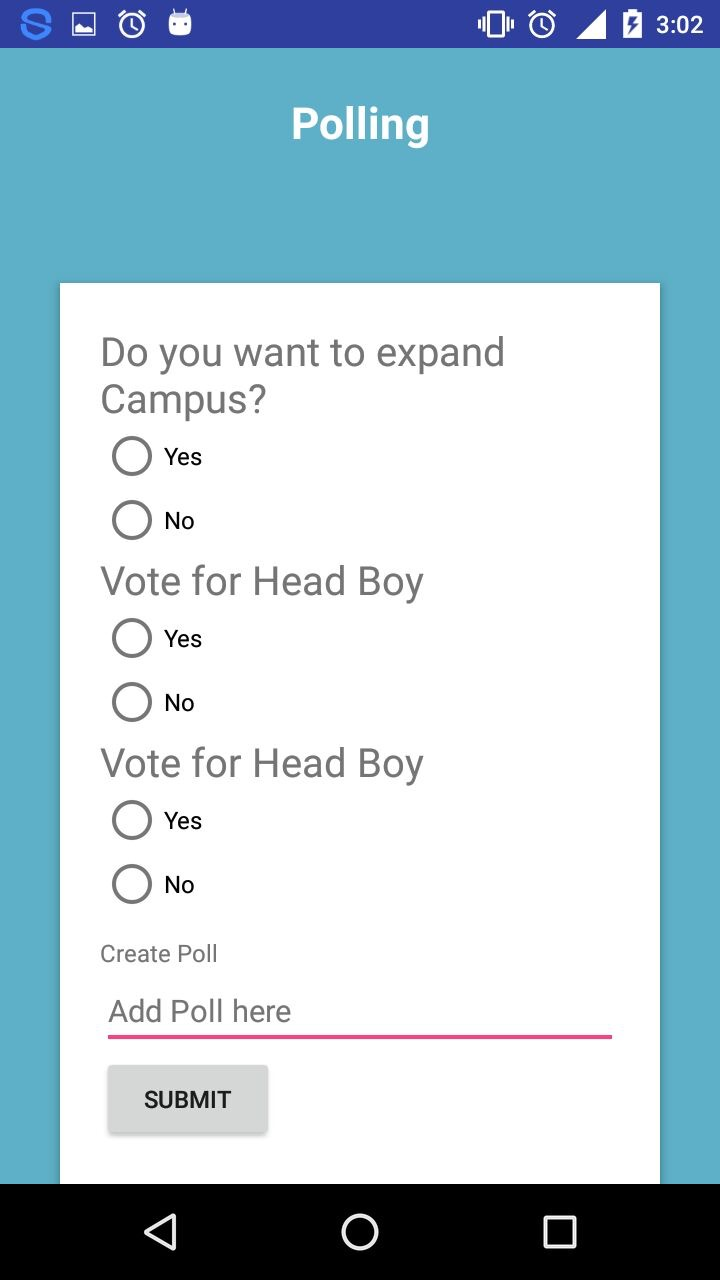 3:02
Polling
Do you want to expand
Campus?
Yes
No
Vote for Head Boy
Yes
No
Vote for Head Boy
Yes
No
Create Poll
Add Poll here
SUBMIT